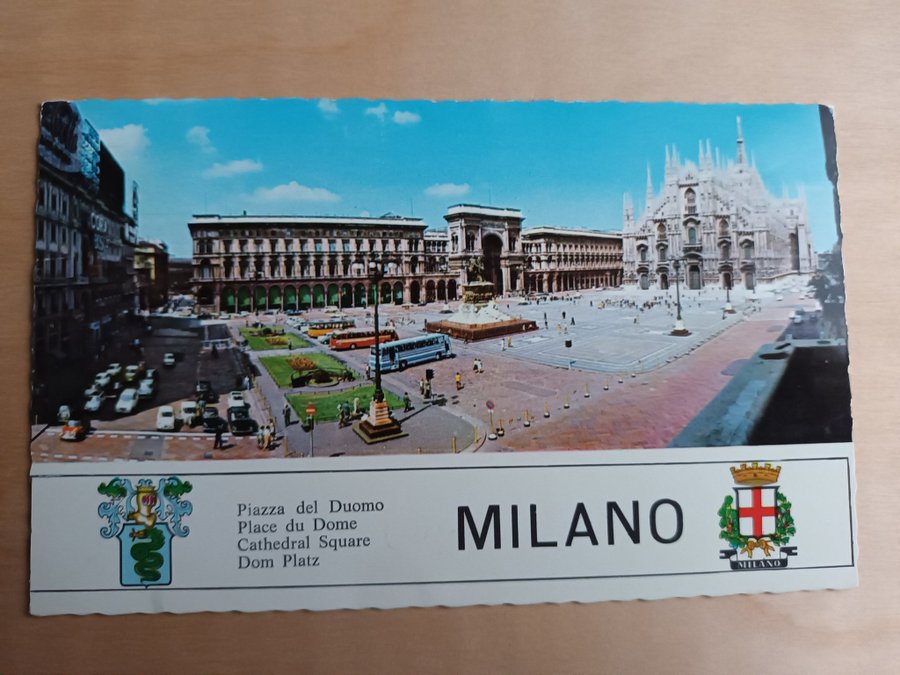 Piazza del Duomo
Place du Dome
Cathedral Square
Dom Platz
MILANO
MILANO